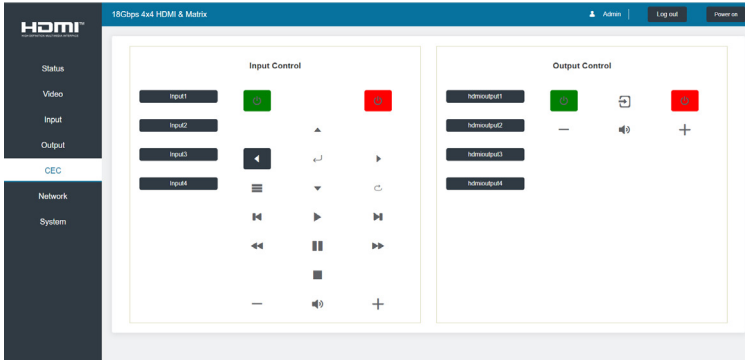 18Gbps 4x4 HDMI & Matrix
Admin
Log out
Power on
HDMI™
Status
Video
Input
Output
CEC
Network
System
Input Control
Input1
Input2
Input3
Input4
Output Control
hdmioutput1
hdmioutput2
hdmioutput3
hdmioutput4